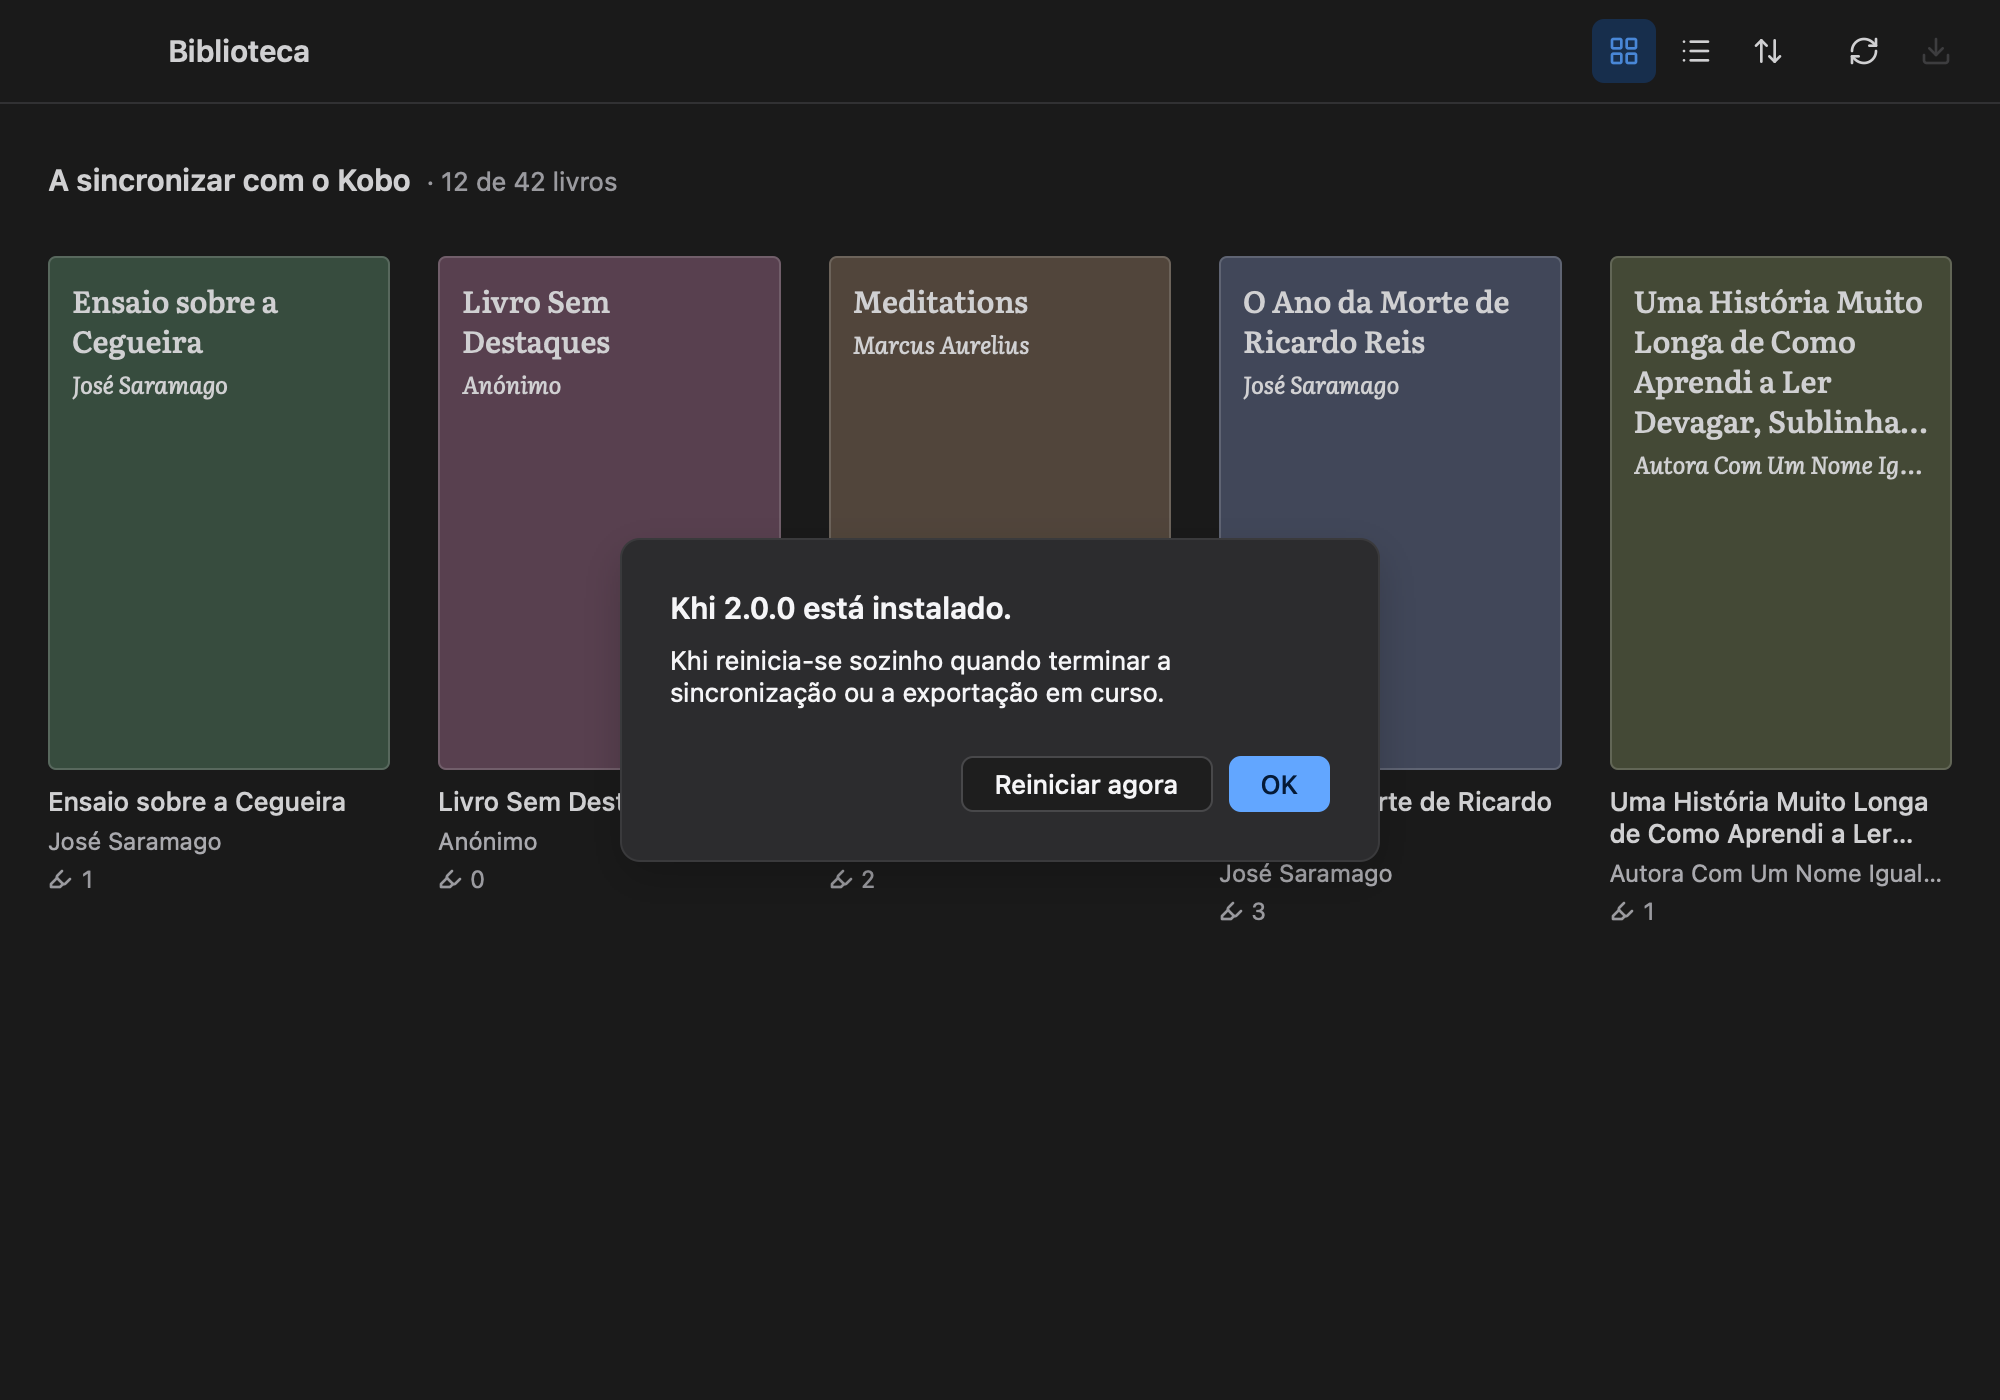 Biblioteca
A sincronizar com o Kobo · 12 de 42 livros
Ensaio sobre a
Cegueira
José Saramago
Livro Sem
Destaques
Anónimo
Meditations
Marcus Aurelius
O Ano da Morte de
Ricardo Reis
José Saramago
Uma História Muito
Longa de Como
Aprendi a Ler
Devagar, Sublinha...
Autora Com Um Nome Ig...
Khi 2.0.0 está instalado.
Khi reinicia-se sozinho quando terminar a
sincronização ou a exportação em curso.
Reiniciar agora
OK
Ensaio sobre a Cegueira
José Saramago
1
Livro Sem
Anónimo
0
2
de Ricardo
José Saramago
3
Uma História Muito Longa
de Como Aprendi a Ler...
Autora Com Um Nome Igual...
1